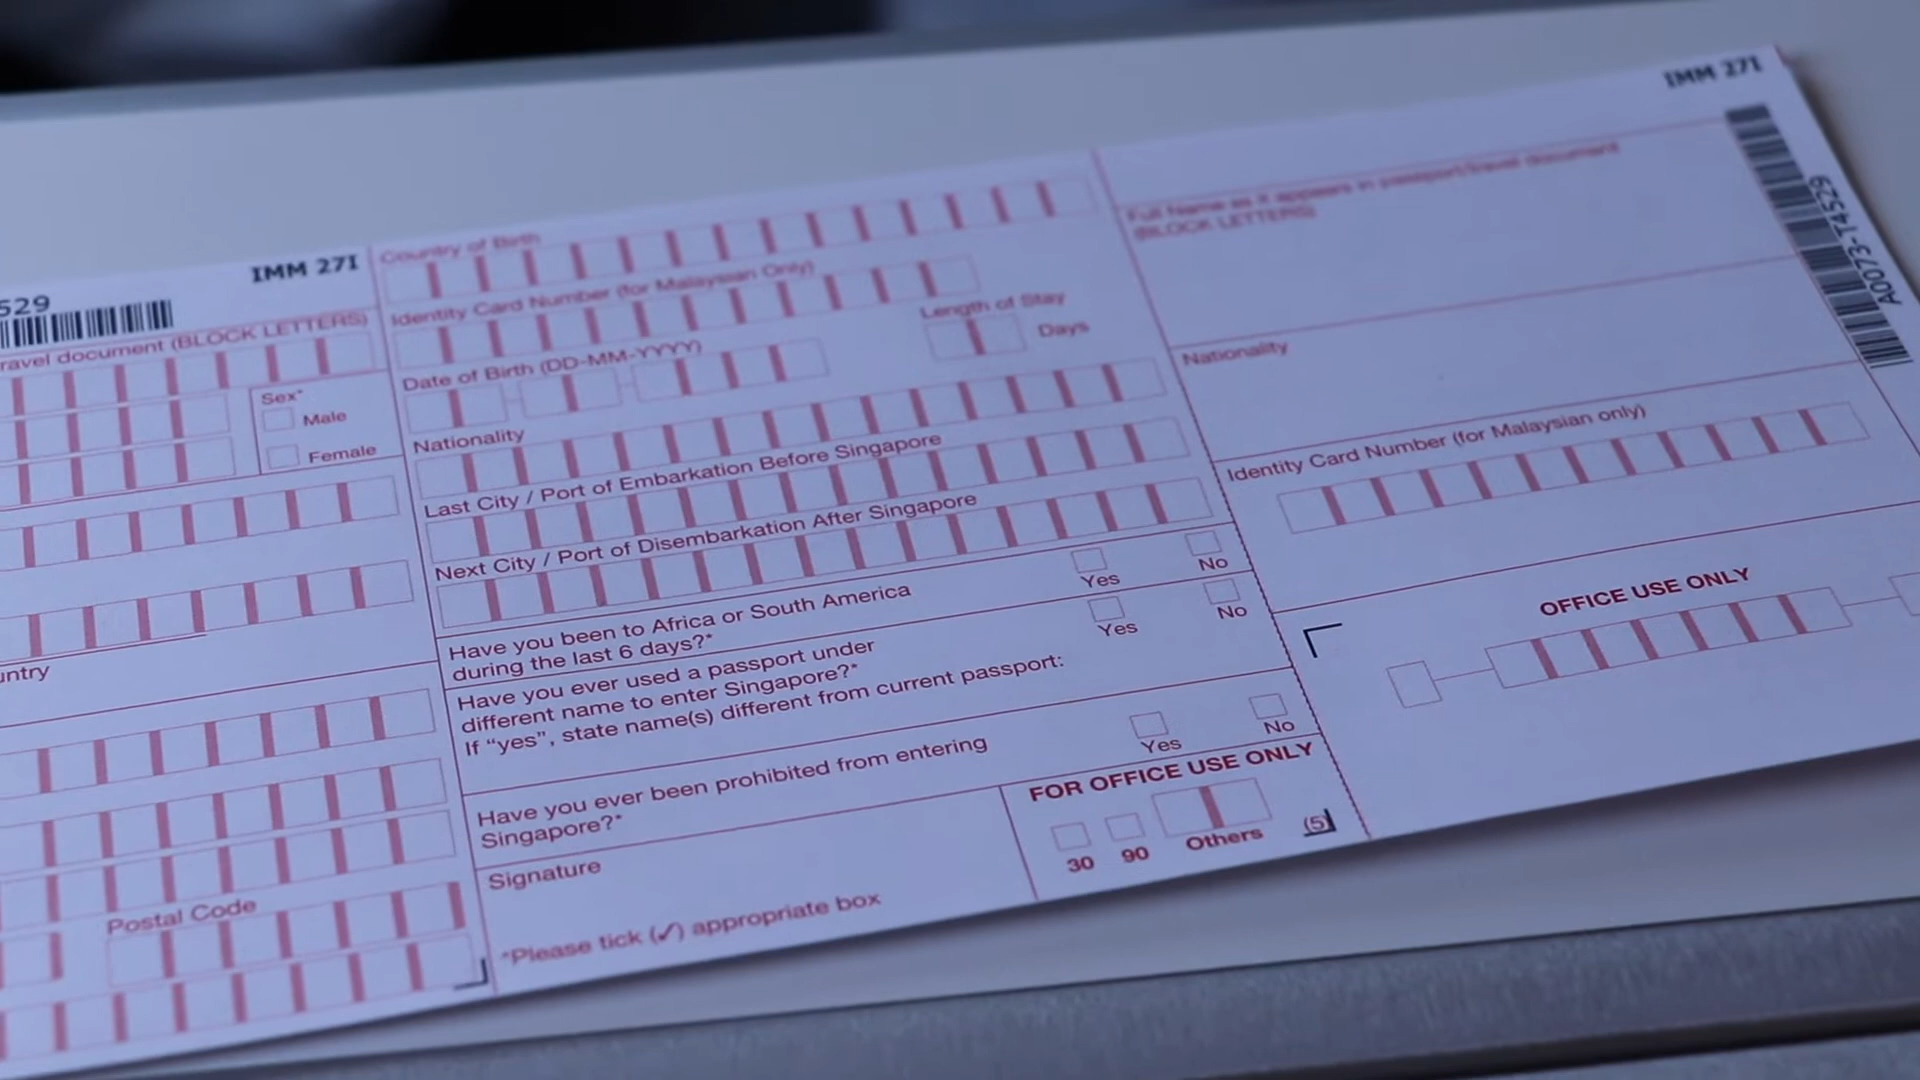 529
IMM 27I
ravel document (BLOCK LETTERS)
Sex*
Male
Female
untry
Postal Code
Country of Birth
Identity Card Number (for Malaysian Only)
Date of Birth (DD-MM-YYYY)
Length of Stay
Days
Nationality
Last City / Port of Embarkation Before Singapore
Next City / Port of Disembarkation After Singapore
Have you been to Africa or South America
during the last 6 days?*
Yes
No
Have you ever used a passport under
different name to enter Singapore?*
If “yes”, state name(s) different from current passport:
Yes
No
Have you ever been prohibited from entering
Singapore?*
Yes
No
Signature
FOR OFFICE USE ONLY
30
90
Others
(5)
*Please tick (✓) appropriate box
IMM 27I
A0073-T4529
Full Name as it appears in passport/travel document
(BLOCK LETTERS)
Nationality
Identity Card Number (for Malaysian only)
OFFICE USE ONLY